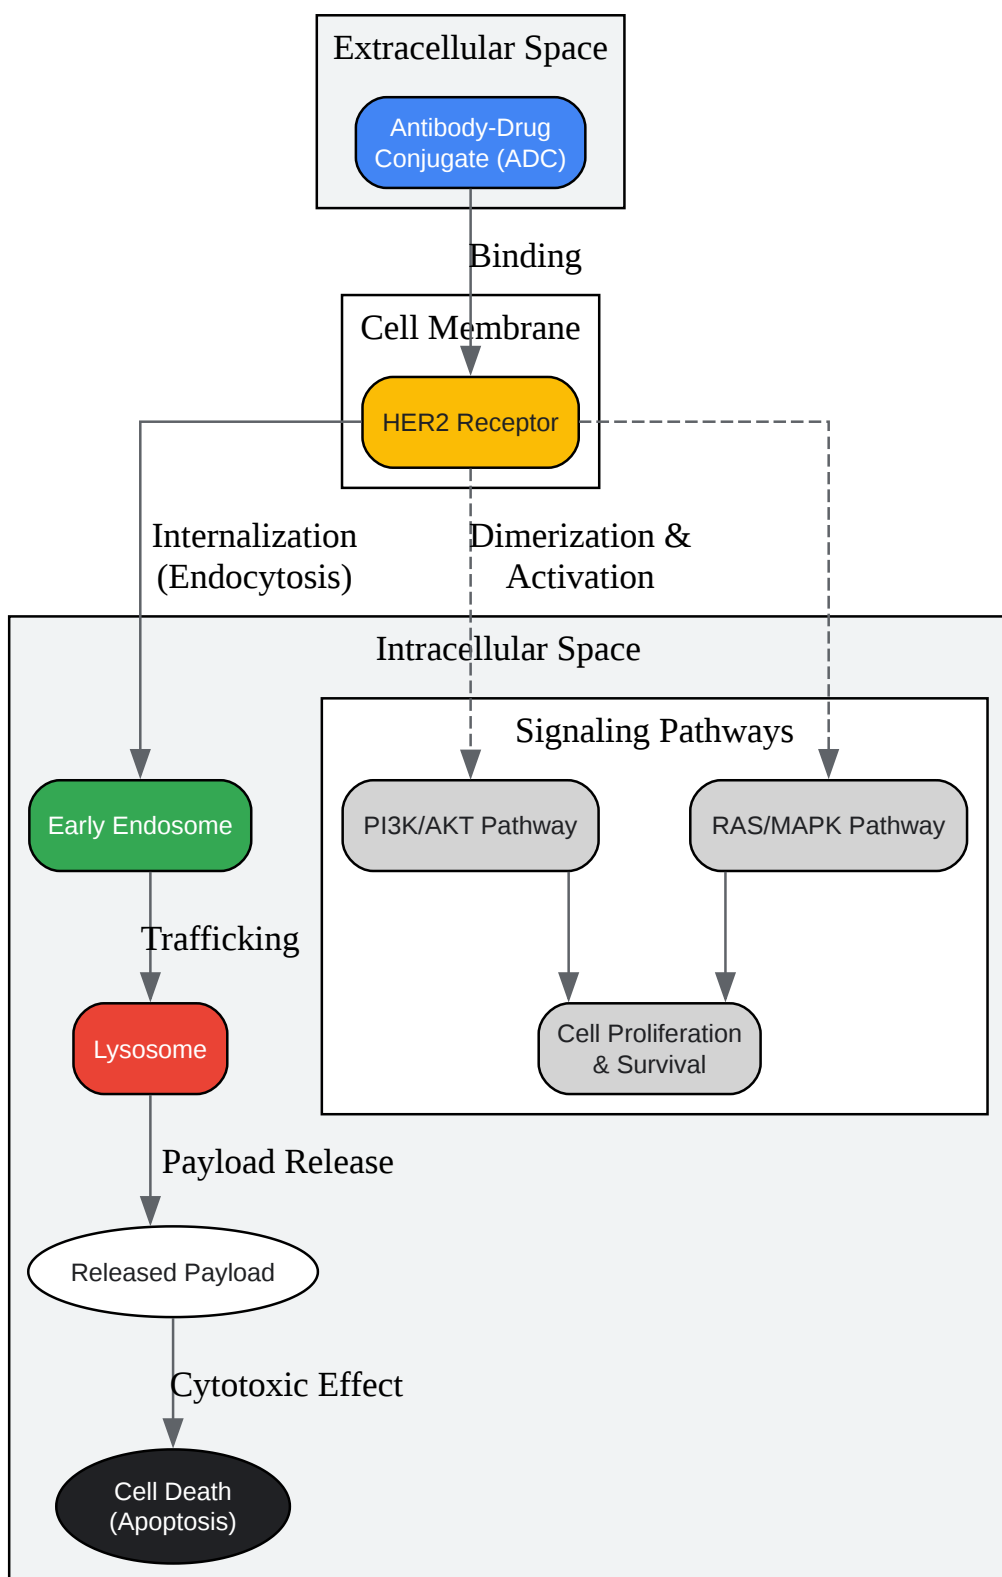 Extracellular Space
Antibody-Drug
Conjugate (ADC)
Binding
Cell Membrane
HER2 Receptor
Internalization
(Endocytosis)
Dimerization &
Activation
Intracellular Space
Signaling Pathways
Early Endosome
PI3K/AKT Pathway
RAS/MAPK Pathway
Trafficking
Lysosome
Cell Proliferation
& Survival
Payload Release
Released Payload
Cytotoxic Effect
Cell Death
(Apoptosis)